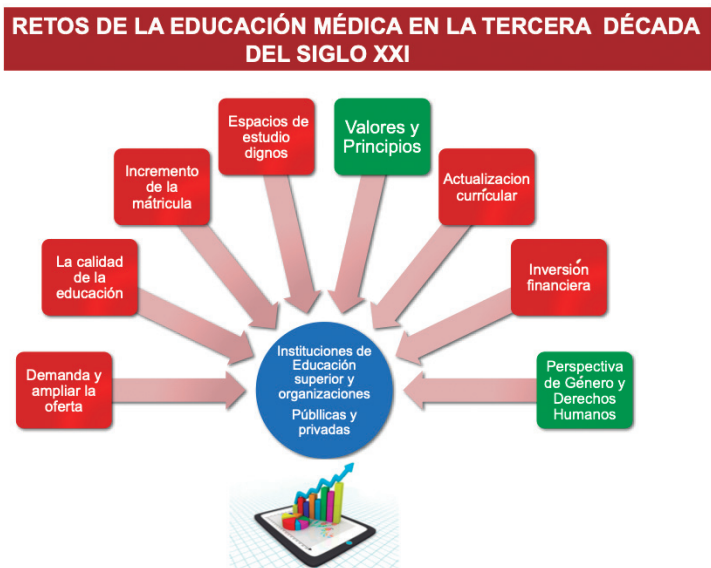 RETOS DE LA EDUCACIÓN MÉDICA EN LA TERCERA DÉCADA
DEL SIGLO XXI
Espacios de
estudio
dignos
Valores y
Principios
Incremento
de la
mátricula
Actualizacion
currícular
La calidad
de la
educación
Inversión
financiera
Demanda y
ampliar la
oferta
Instituciones de
Educación
superior y
organizaciones
Públlicas y
privadas
Perspectiva
de Género y
Derechos
Humanos